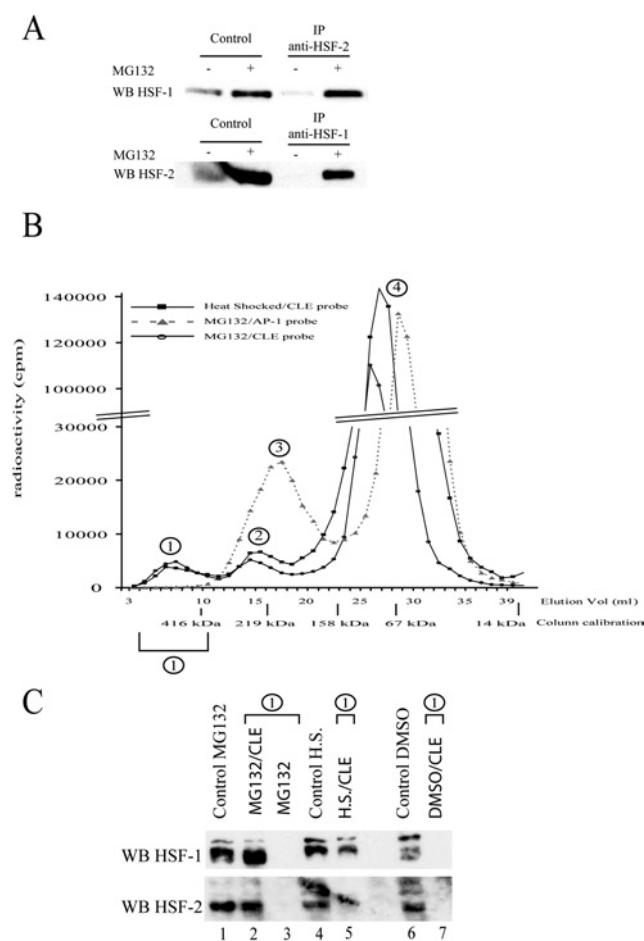 A
Control
IP
anti-HSF-2
MG132 - + - +
WB HSF-1
Control
IP
anti-HSF-1
MG132 - + - +
WB HSF-2
B
140000
120000
100000
30000
20000
10000
0
radioactivity (cpm)
Heat Shocked/CLE probe
MG132/AP-1 probe
MG132/CLE probe
4
3
1
2
3 10 15 20 25 30 35 39 Elution Vol (ml)
416 kDa 219 kDa 158 kDa 67 kDa 14 kDa Column calibration
1
C
1 1 1
Control MG132
MG132/CLE
MG132
Control H.S.
H.S./CLE
Control DMSO
DMSO/CLE
WB HSF-1
WB HSF-2
1 2 3 4 5 6 7